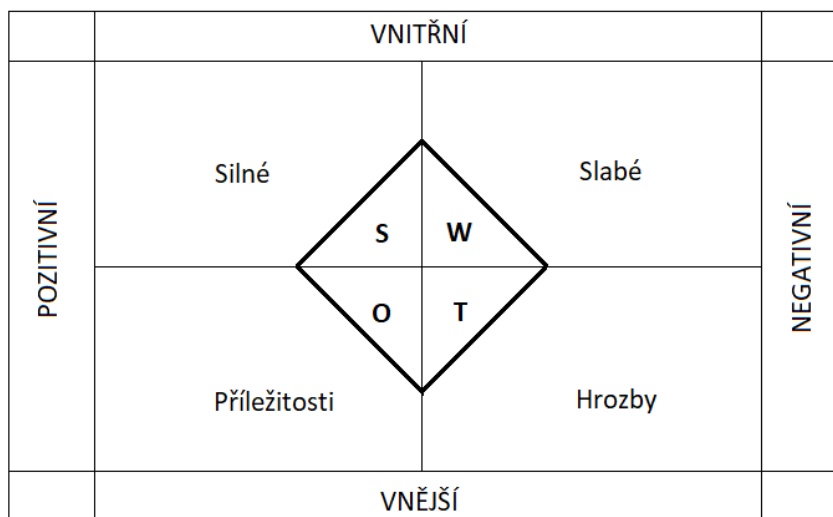 VNITŘNÍ
POZITIVNÍ
Silné
Slabé
S W
O T
Příležitosti
Hrozby
NEGATIVNÍ
VNĚJŠÍ